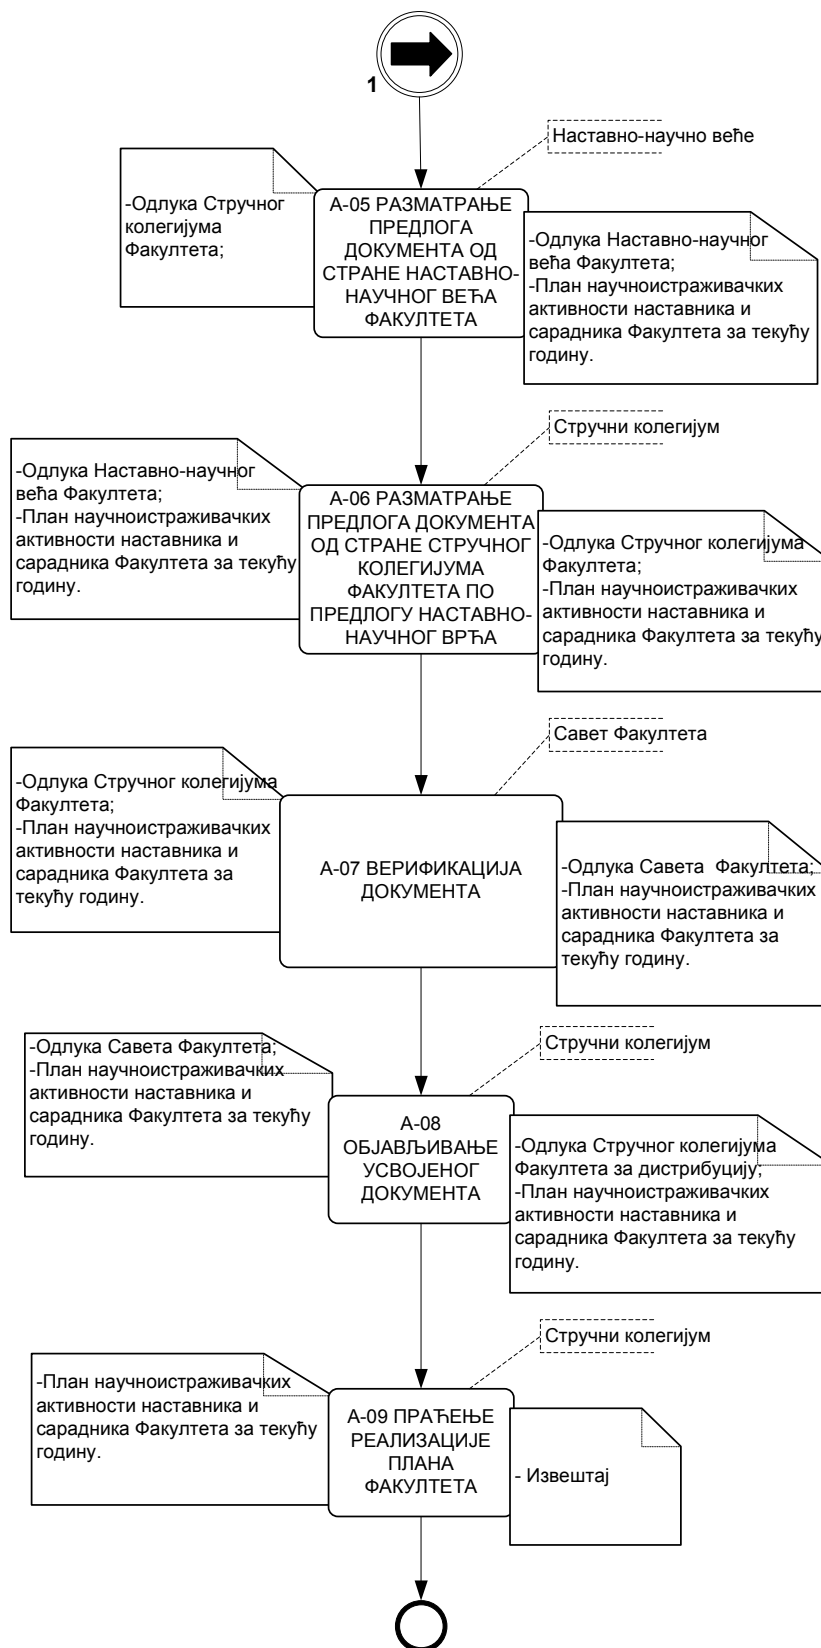 1
Наставно-научно веће
-Одлука Стручног
колегијума
Факултета;
А-05 РАЗМАТРАЊЕ
ПРЕДЛОГА
ДОКУМЕНТА ОД
СТРАНЕ НАСТАВНО-
НАУЧНОГ ВЕЋА
ФАКУЛТЕТА
-Одлука Наставно-научног
већа Факултета;
-План научноистраживачких
активности наставника и
сарадника Факултета за текућу
годину.
Стручни колегијум
-Одлука Наставно-научног
већа Факултета;
-План научноистраживачких
активности наставника и
сарадника Факултета за текућу
годину.
А-06 РАЗМАТРАЊЕ
ПРЕДЛОГА ДОКУМЕНТА
ОД СТРАНЕ СТРУЧНОГ
КОЛЕГИЈУМА
ФАКУЛТЕТА ПО
ПРЕДЛОГУ НАСТАВНО-
НАУЧНОГ ВРЋА
-Одлука Стручног колегијума
Факултета;
-План научноистраживачких
активности наставника и
сарадника Факултета за текућу
годину.
Савет Факултета
-Одлука Стручног колегијума
Факултета;
-План научноистраживачких
активности наставника и
сарадника Факултета за
текућу годину.
А-07 ВЕРИФИКАЦИЈА
ДОКУМЕНТА
-Одлука Савета  Факултета;
-План научноистраживачких
активности наставника и
сарадника Факултета за
текућу годину.
Стручни колегијум
-Одлука Савета Факултета;
-План научноистраживачких
активности наставника и
сарадника Факултета за текућу
годину.
А-08
ОБЈАВЉИВАЊЕ
УСВОЈЕНОГ
ДОКУМЕНТА
-Одлука Стручног колегијума
Факултета за дистрибуцију;
-План научноистраживачких
активности наставника и
сарадника Факултета за текућу
годину.
Стручни колегијум
-План научноистраживачких
активности наставника и
сарадника Факултета за текућу
годину.
А-09 ПРАЋЕЊЕ
РЕАЛИЗАЦИЈЕ
ПЛАНА
ФАКУЛТЕТА
- Извештај